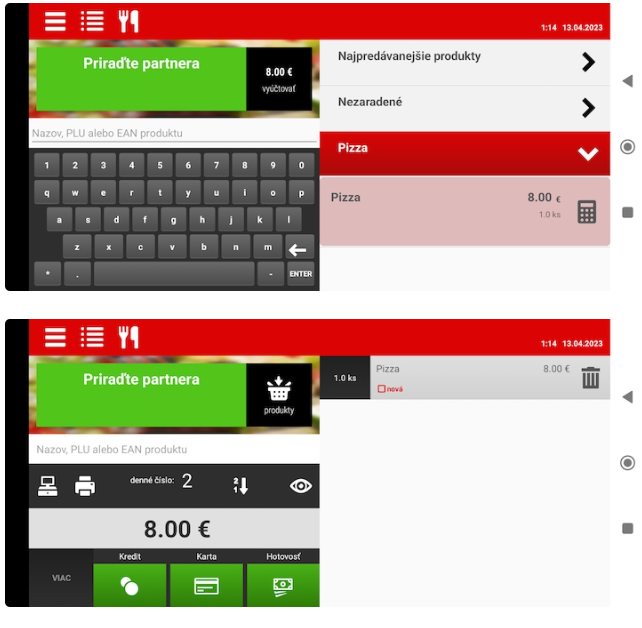 1:14 13.04.2023
Priraďte partnera
8.00 €
vyúčtovať
Nazov, PLU alebo EAN produktu
1 2 3 4 5 6 7 8 9 0
q w e r t y u i o p
a s d f g h j k l
z x c v b n m
* . - ENTER
Najpredávanejšie produkty
Nezaradené
Pizza
Pizza 8.00 €
1.0 ks
1:14 13.04.2023
Priraďte partnera
produkty
Nazov, PLU alebo EAN produktu
denné číslo: 2
2
1
8.00 €
VIAC
Kredit Karta Hotovosť
1.0 ks Pizza 8.00 €
nová